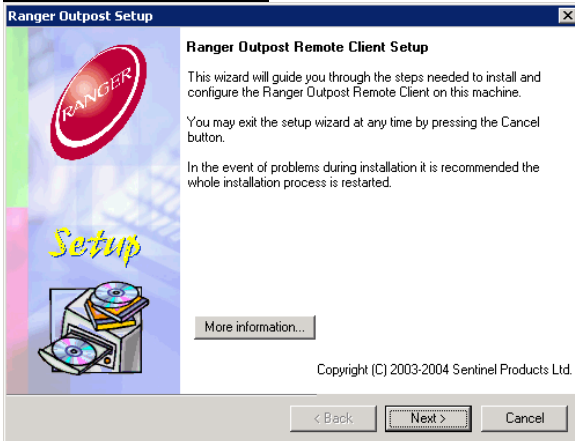 Ranger Outpost Setup
RANGER
Ranger Outpost Remote Client Setup
This wizard will guide you through the steps needed to install and
configure the Ranger Outpost Remote Client on this machine.
You may exit the setup wizard at any time by pressing the Cancel
button.
In the event of problems during installation it is recommended the
whole installation process is restarted.
Setup
More information...
Copyright (C) 2003-2004 Sentinel Products Ltd.
< Back
Next >
Cancel